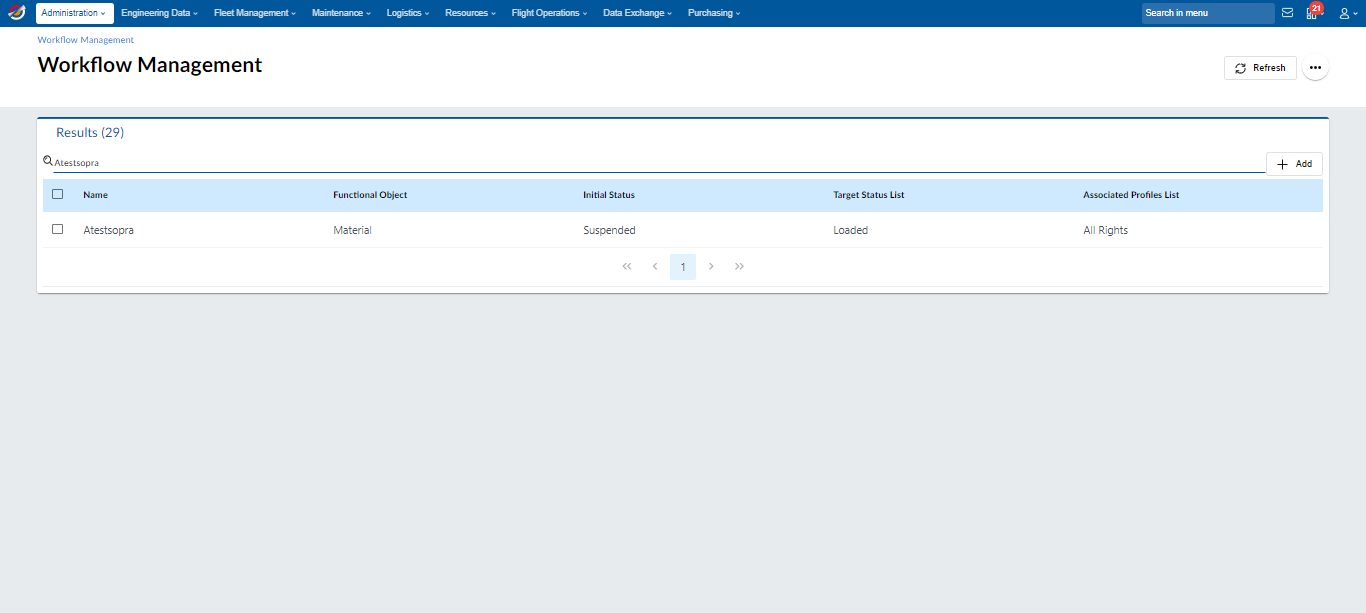 Administration Engineering Data Fleet Management Maintenance Logistics Resources Flight Operations Data Exchange Purchasing Search in menu 21
Workflow Management
Workflow Management
Refresh
Results (29)
Atestsopra
Add
Name Functional Object Initial Status Target Status List Associated Profiles List
Atestsopra Material Suspended Loaded All Rights
1